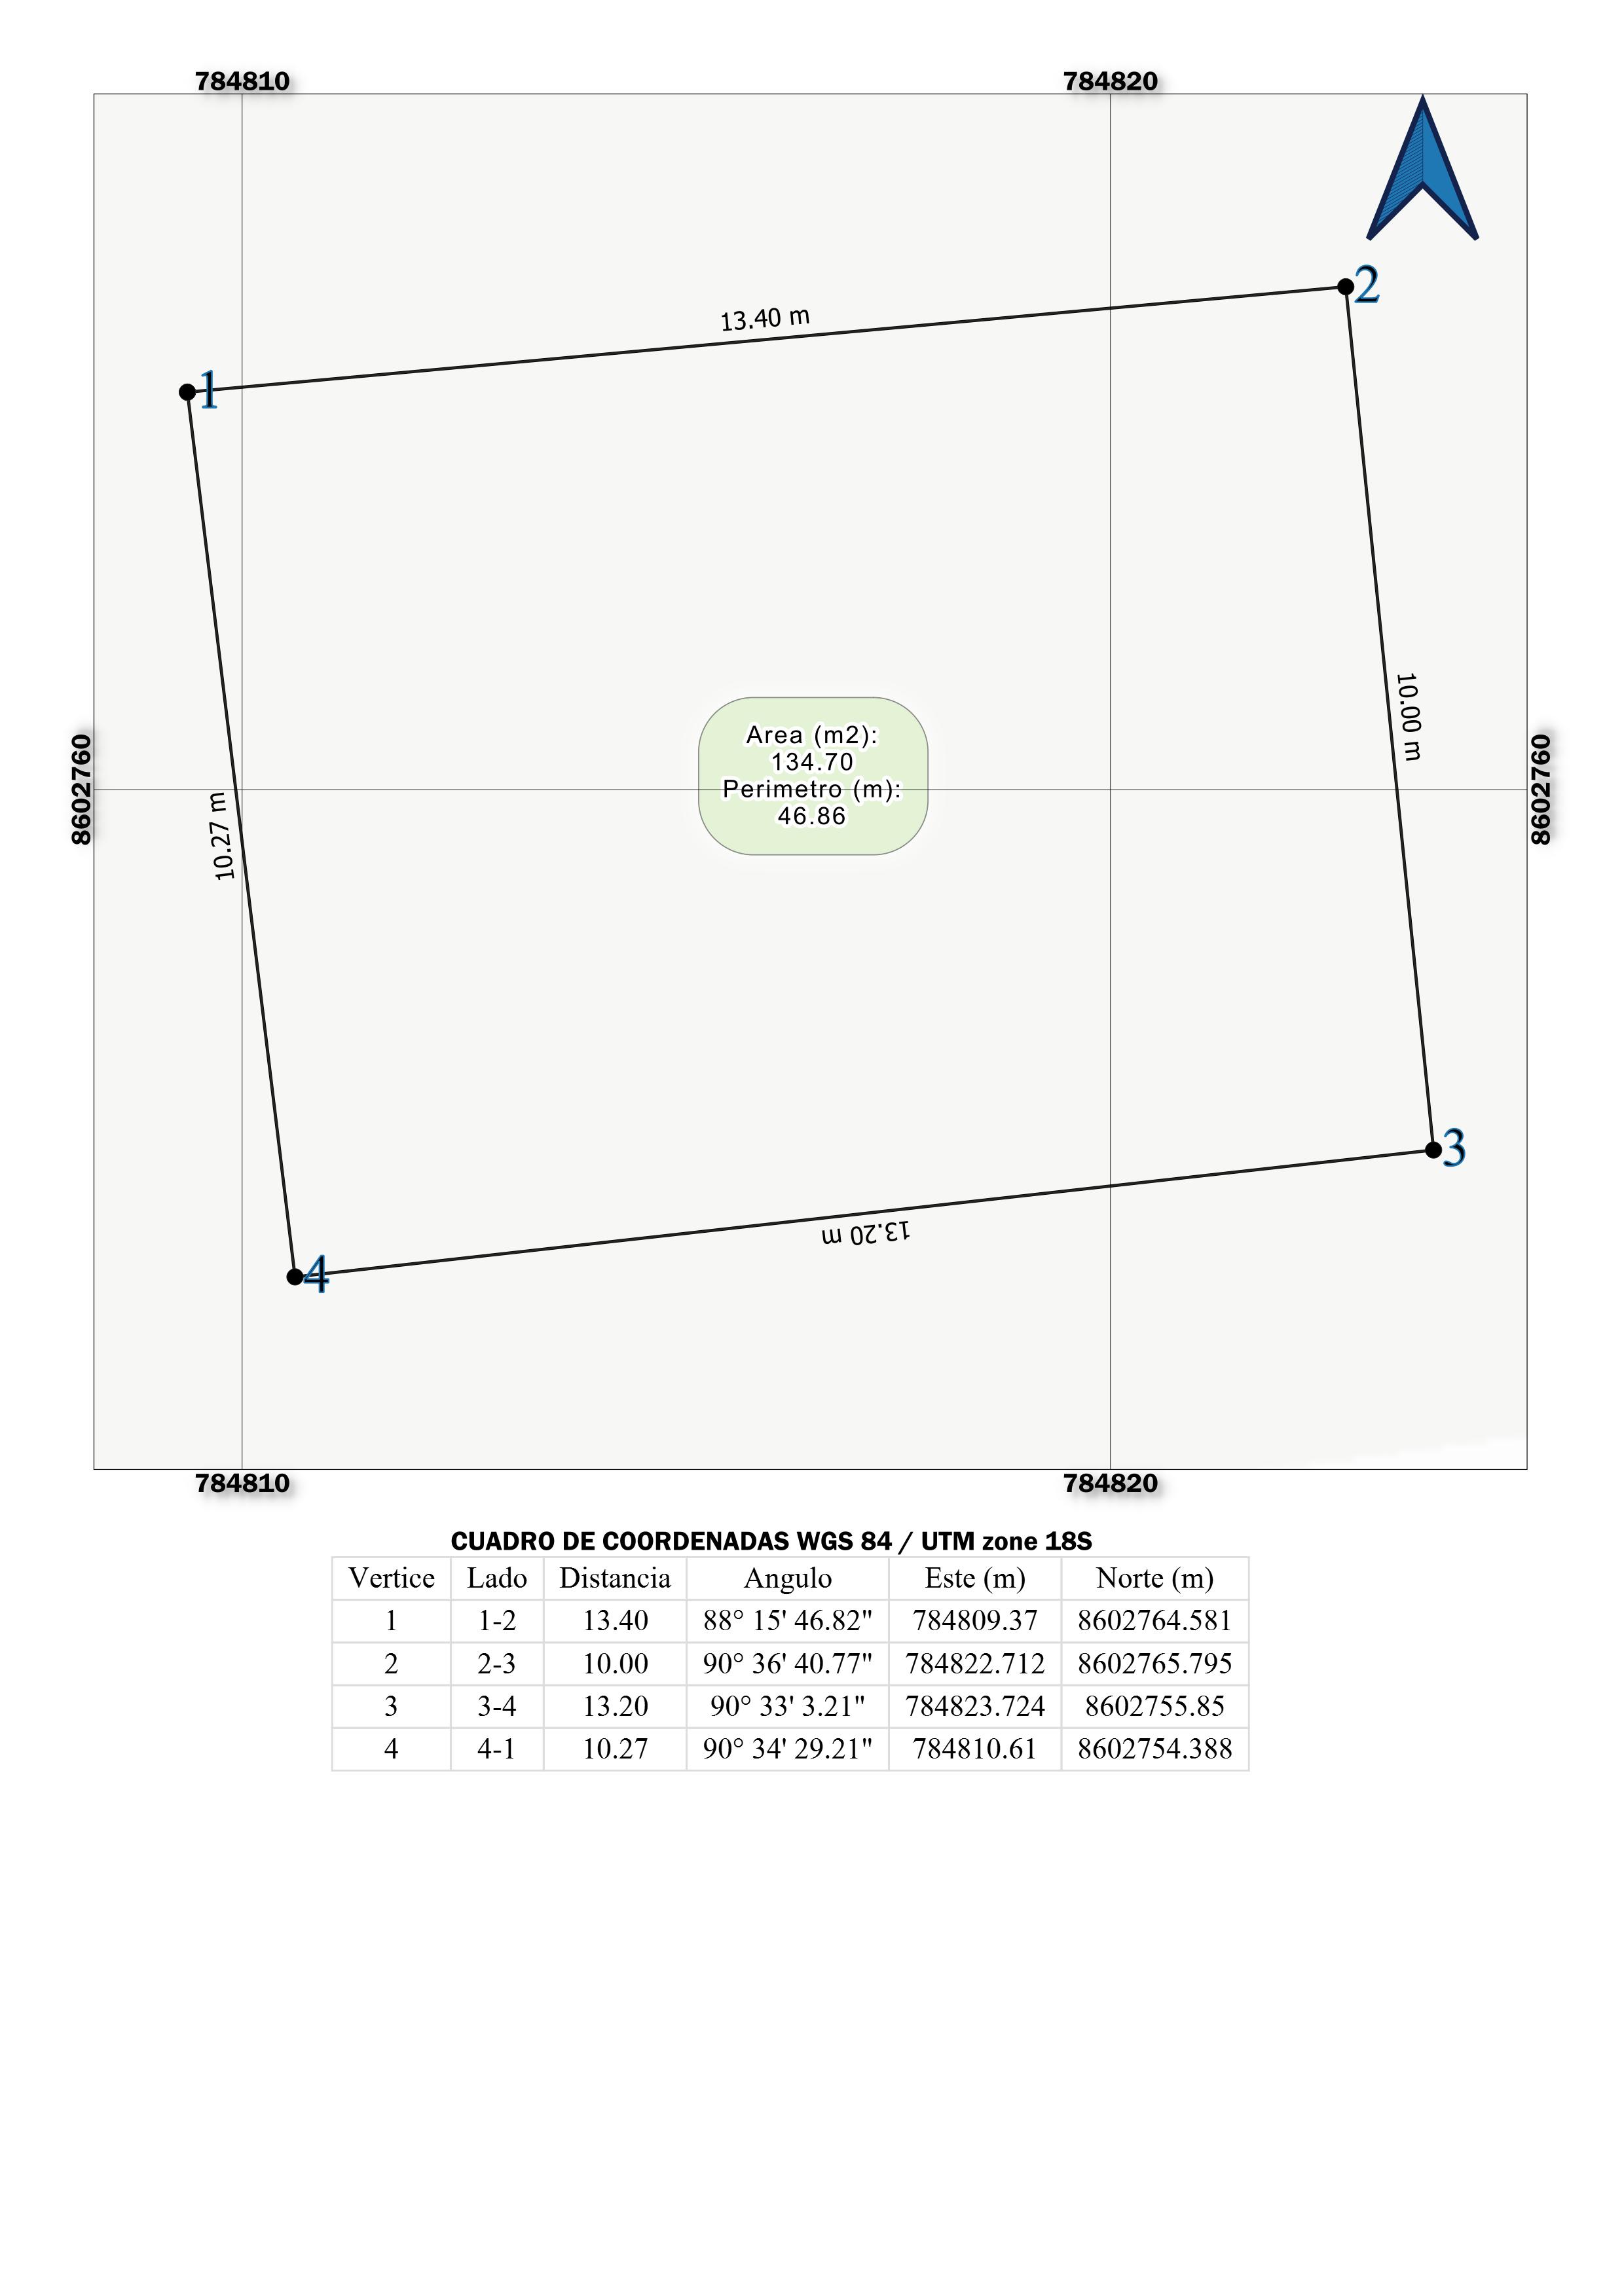 784810 784820
1
2
13.40 m
10.00 m
8602760
8602760
Area (m2):
134.70
Perimetro (m):
46.86
10.27 m
3
13.20 m
4
784810 784820
CUADRO DE COORDENADAS WGS 84 / UTM zone 18S
Vertice Lado Distancia Angulo Este (m) Norte (m)
1 1-2 13.40 88° 15' 46.82" 784809.37 8602764.581
2 2-3 10.00 90° 36' 40.77" 784822.712 8602765.795
3 3-4 13.20 90° 33' 3.21" 784823.724 8602755.85
4 4-1 10.27 90° 34' 29.21" 784810.61 8602754.388